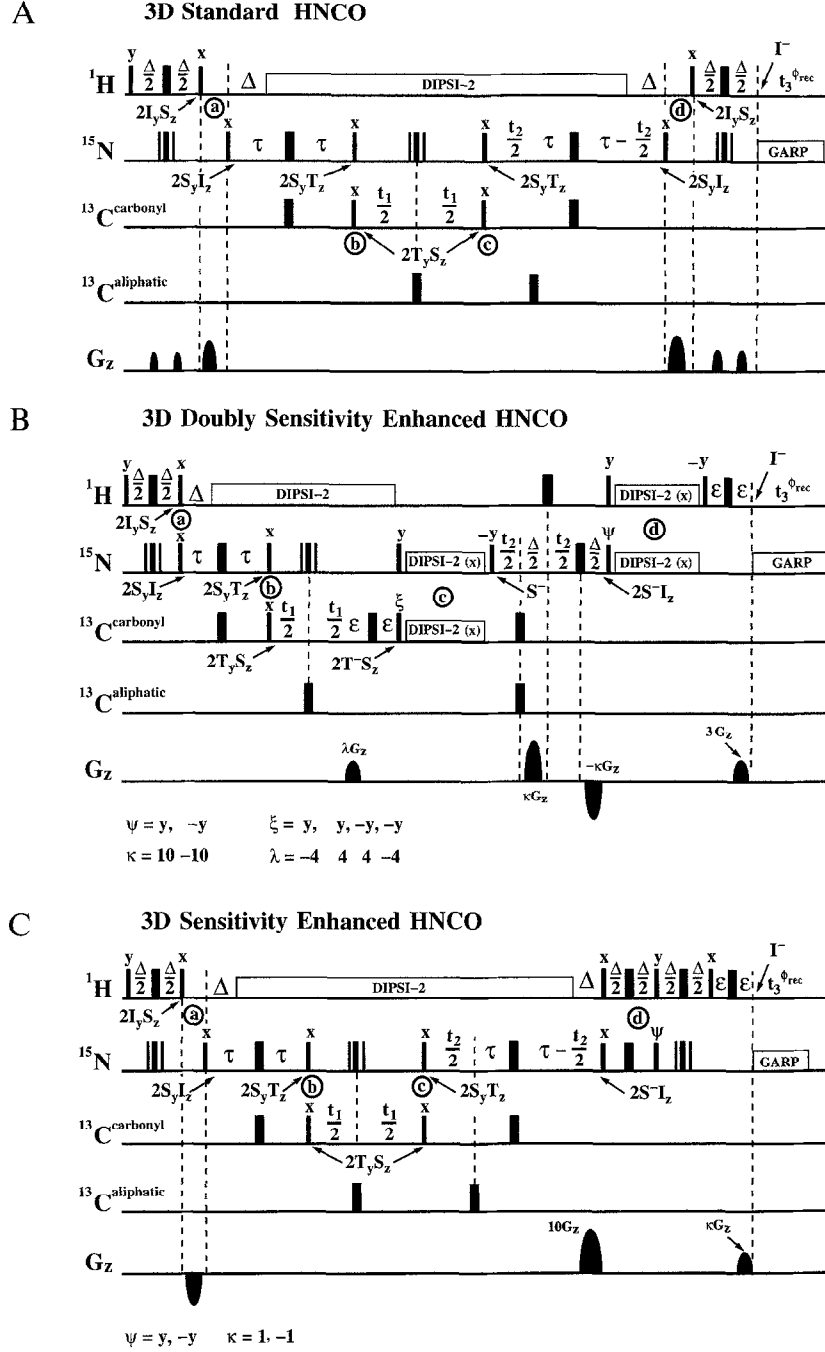 A
3D Standard HNCO
y Δ/2 Δ/2 x x Δ/2 Δ/2 I⁻
¹H Δ DIPSI-2 Δ t₃^ϕrec
2IySz ⓐ ⓓ 2IySz
¹⁵N x τ τ x x t₂/2 τ τ − t₂/2 x GARP
2SyIz 2SyTz 2SyTz 2SyIz
¹³C carbonyl x t₁/2 t₁/2 x
ⓑ 2TySz ⓒ
¹³C aliphatic
Gz
B
3D Doubly Sensitivity Enhanced HNCO
y Δ/2 Δ/2 x y −y I⁻
¹H Δ DIPSI-2 DIPSI-2 (x) ε ε t₃^ϕrec
2IySz ⓐ ⓓ
¹⁵N x τ τ x y DIPSI-2 (x) −y t₂/2 Δ/2 t₂/2 Δ/2 ψ DIPSI-2 (x) GARP
2SyIz 2SyTz ⓑ ⓒ S⁻ 2S⁻Iz
¹³C carbonyl x t₁/2 t₁/2 ε ε ξ DIPSI-2 (x)
2TySz 2T⁻Sz
¹³C aliphatic
Gz λGz κGz −κGz 3Gz
ψ = y, −y ξ = y, y, −y, −y
κ = 10 −10 λ = −4 4 4 −4
C
3D Sensitivity Enhanced HNCO
y Δ/2 Δ/2 x x Δ/2 Δ/2 y Δ/2 Δ/2 x I⁻
¹H Δ DIPSI-2 Δ ε ε t₃^ϕrec
2IySz ⓐ ⓓ
¹⁵N x τ τ x x t₂/2 τ τ − t₂/2 x ψ GARP
2SyIz 2SyTz ⓑ ⓒ 2SyTz 2S⁻Iz
¹³C carbonyl x t₁/2 t₁/2 x
2TySz
¹³C aliphatic
Gz 10Gz κGz
ψ = y, −y κ = 1, −1